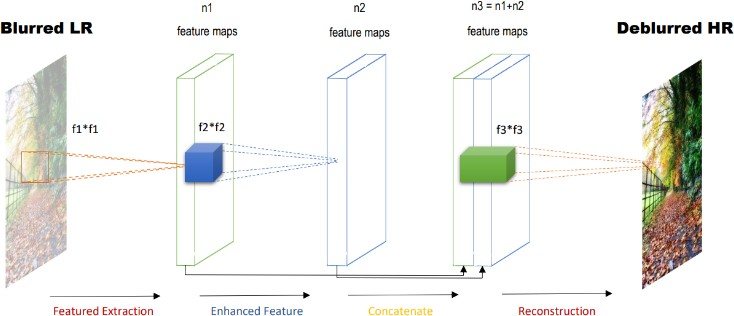 n1
n2
n3 = n1+n2
Blurred LR
feature maps
feature maps
feature maps
Deblurred HR
f1*f1
f2*f2
f3*f3
Featured Extraction
Enhanced Feature
Concatenate
Reconstruction